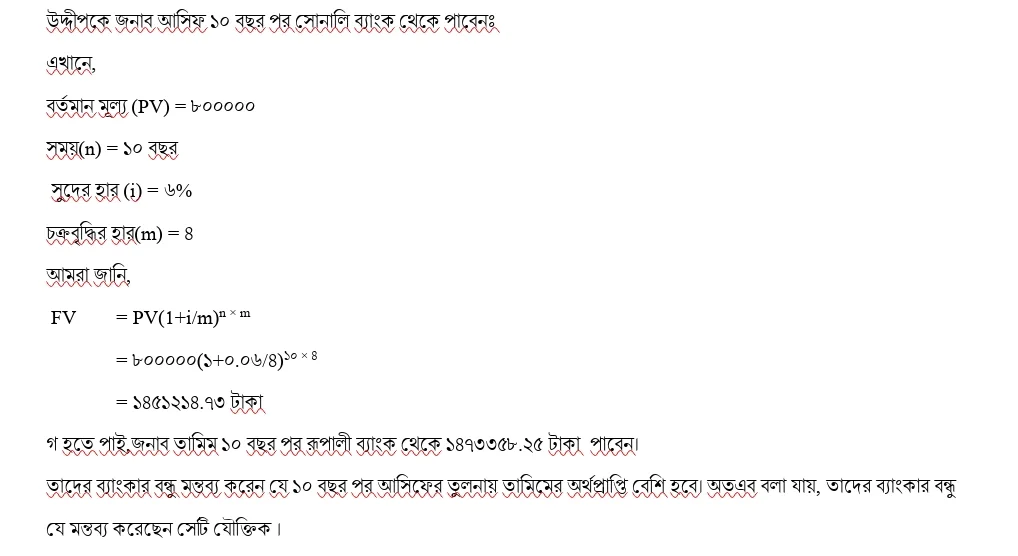 উদ্দীপকে জনাব আসিফ ১০ বছর পর সোনালি ব্যাংক থেকে পাবেনঃ
এখানে,
বর্তমান মূল্য (PV) = ৮০০০০০
সময়(n) = ১০ বছর
সুদের হার (i) = ৬%
চক্রবৃদ্ধির হার(m) = 8
আমরা জানি,
FV = PV(1+i/m)ⁿ ˣ ᵐ
= ৮০০০০০(১+০.০৬/8)^১০ × 8
= ১৪৫১২১৪.৭৩ টাকা
গ হতে পাই,জনাব তামিম ১০ বছর পর রূপালী ব্যাংক থেকে ১৪৭৩৩৫৮.২৫ টাকা পাবেন।
তাদের ব্যাংকার বন্ধু মন্তব্য করেন যে ১০ বছর পর আসিফের তুলনায় তামিমের অর্থপ্রাপ্তি বেশি হবে। অতএব বলা যায়, তাদের ব্যাংকার বন্ধু
যে মন্তব্য করেছেন সেটি যৌক্তিক।